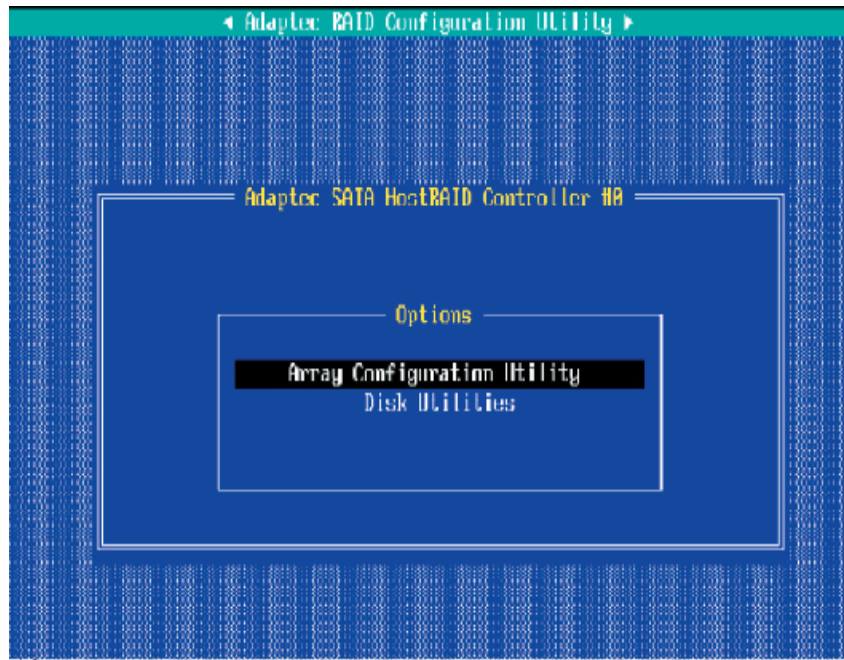 Adaptec RAID Configuration Utility
Adaptec SATA HostRAID Controller #0
Options
Array Configuration Utility
Disk Utilities